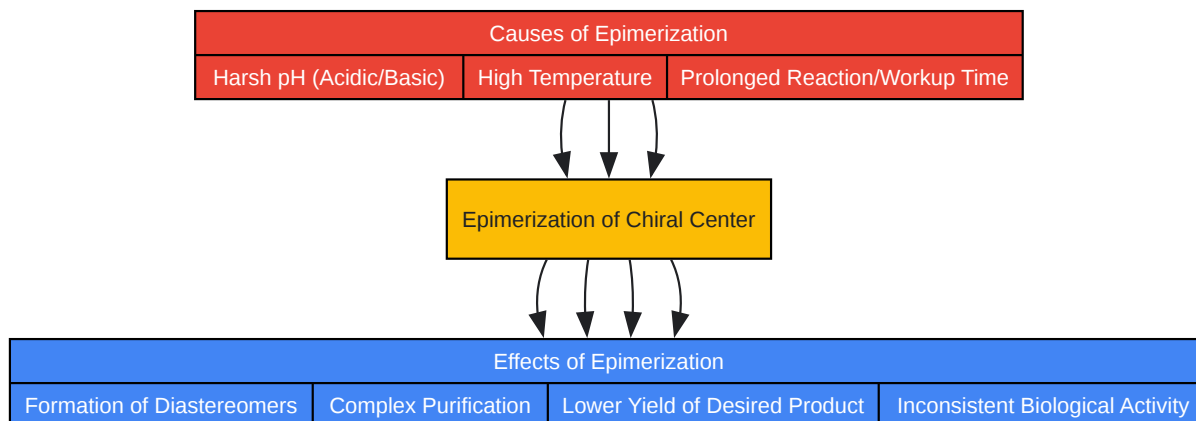 Causes of Epimerization
Harsh pH (Acidic/Basic) High Temperature Prolonged Reaction/Workup Time
Epimerization of Chiral Center
Effects of Epimerization
Formation of Diastereomers Complex Purification Lower Yield of Desired Product Inconsistent Biological Activity